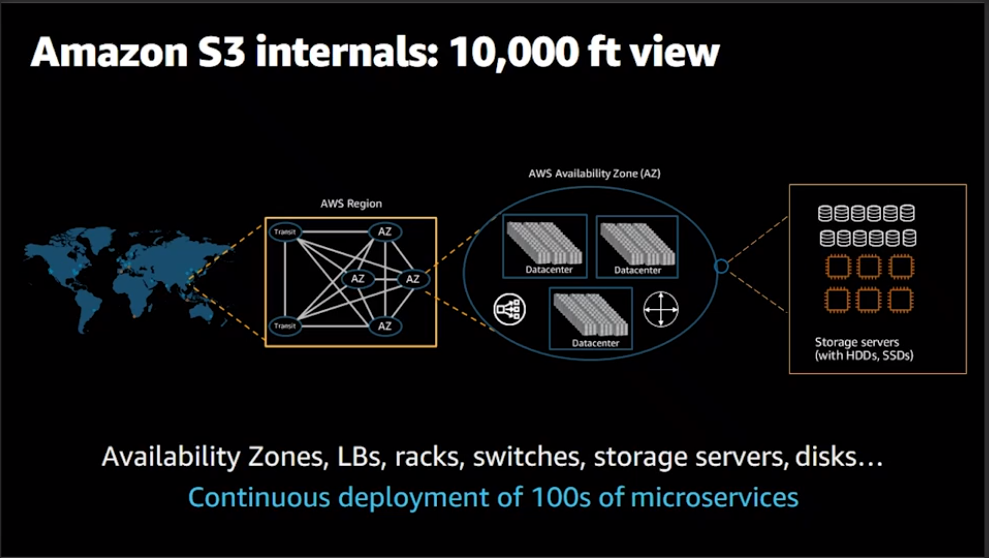 Amazon S3 internals: 10,000 ft view
AWS Availability Zone (AZ)
AWS Region
Transit
AZ
AZ
AZ
Transit
AZ
Datacenter
Datacenter
Datacenter
Storage servers
(with HDDs, SSDs)
Availability Zones, LBs, racks, switches, storage servers, disks...
Continuous deployment of 100s of microservices